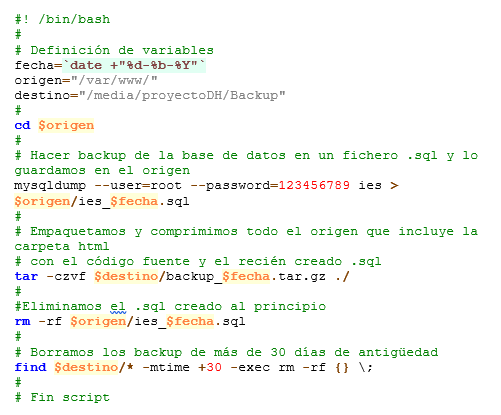 #! /bin/bash
#
# Definición de variables
fecha=`date +"%d-%b-%Y"`
origen="/var/www/"
destino="/media/proyectoDH/Backup"
#
cd $origen
#
# Hacer backup de la base de datos en un fichero .sql y lo
guardamos en el origen
mysqldump --user=root --password=123456789 ies >
$origen/ies_$fecha.sql
#
# Empaquetamos y comprimimos todo el origen que incluye la
carpeta html
# con el código fuente y el recién creado .sql
tar -czvf $destino/backup_$fecha.tar.gz ./
#
#Eliminamos el .sql creado al principio
rm -rf $origen/ies_$fecha.sql
#
# Borramos los backup de más de 30 días de antigüedad
find $destino/* -mtime +30 -exec rm -rf {} \;
#
# Fin script